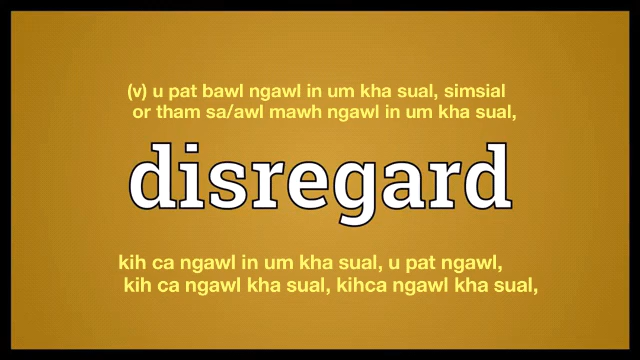 (v) u pat bawl ngawl in um kha sual, simsial
or tham sa/awl mawh ngawl in um kha sual,
disregard
kih ca ngawl in um kha sual, u pat ngawl,
kih ca ngawl kha sual, kihca ngawl kha sual,